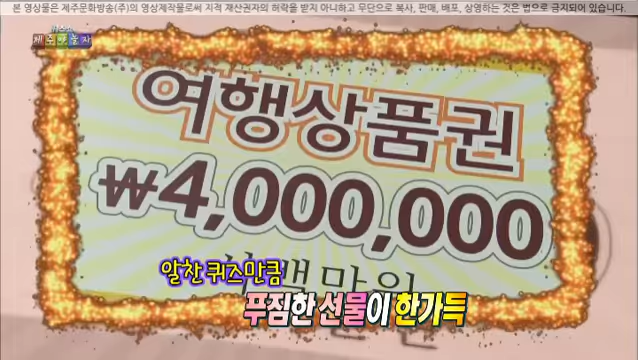 본 영상물은 제주문화방송(주)의 영상제작물로써 지적 재산권자의 허락을 받지 아니하고 무단으로 복사, 판매, 배포, 상영하는 것은 법으로 금지되어 있습니다.
여행상품권
₩4,000,000
사백만원
알찬 퀴즈만큼
푸짐한 선물이 한가득